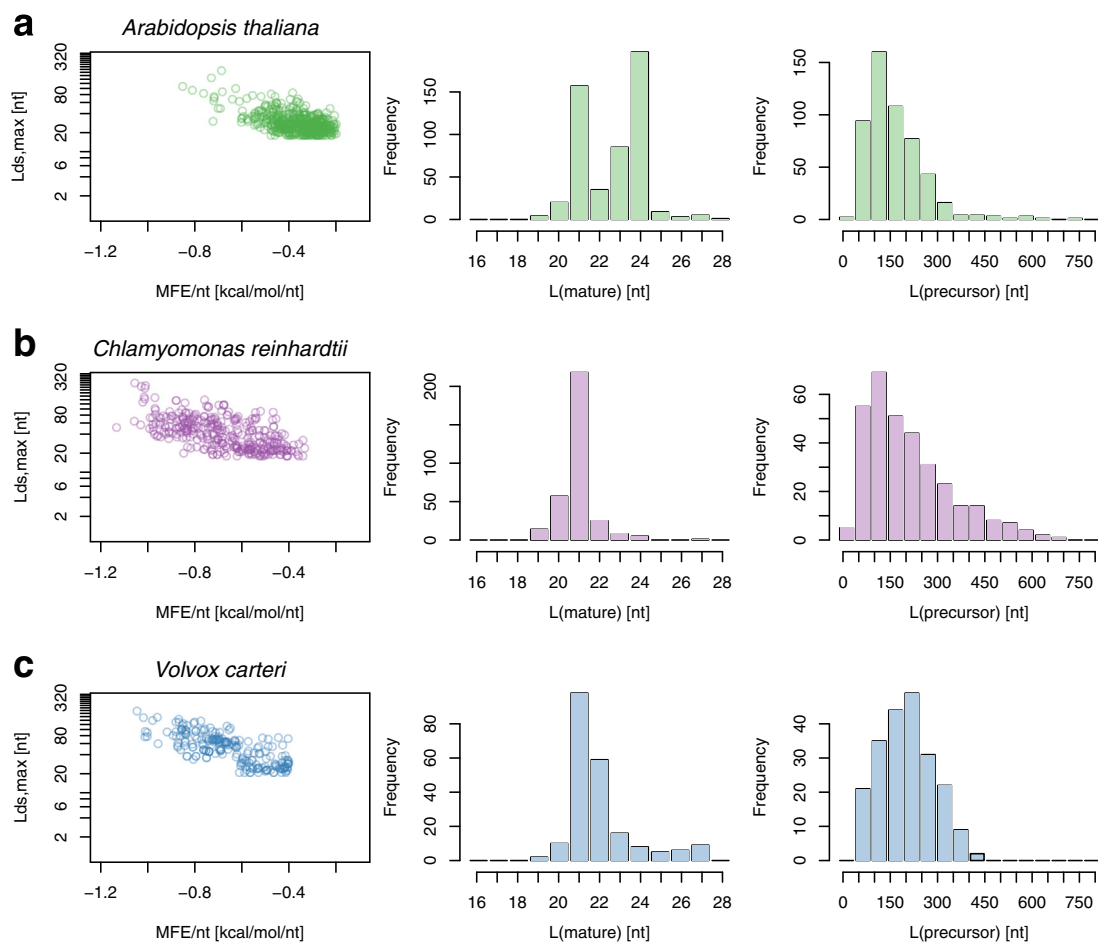 a
Arabidopsis thaliana
Lds,max [nt]
320
80
20
6
2
−1.2 −0.8 −0.4
MFE/nt [kcal/mol/nt]
Frequency
150
100
50
0
16 18 20 22 24 26 28
L(mature) [nt]
Frequency
150
100
50
0
0 150 300 450 600 750
L(precursor) [nt]
b
Chlamyomonas reinhardtii
Lds,max [nt]
320
80
20
6
2
−1.2 −0.8 −0.4
MFE/nt [kcal/mol/nt]
Frequency
200
100
50
0
16 18 20 22 24 26 28
L(mature) [nt]
Frequency
60
40
20
0
0 150 300 450 600 750
L(precursor) [nt]
c
Volvox carteri
Lds,max [nt]
320
80
20
6
2
−1.2 −0.8 −0.4
MFE/nt [kcal/mol/nt]
Frequency
80
60
40
20
0
16 18 20 22 24 26 28
L(mature) [nt]
Frequency
40
30
20
10
0
0 150 300 450 600 750
L(precursor) [nt]